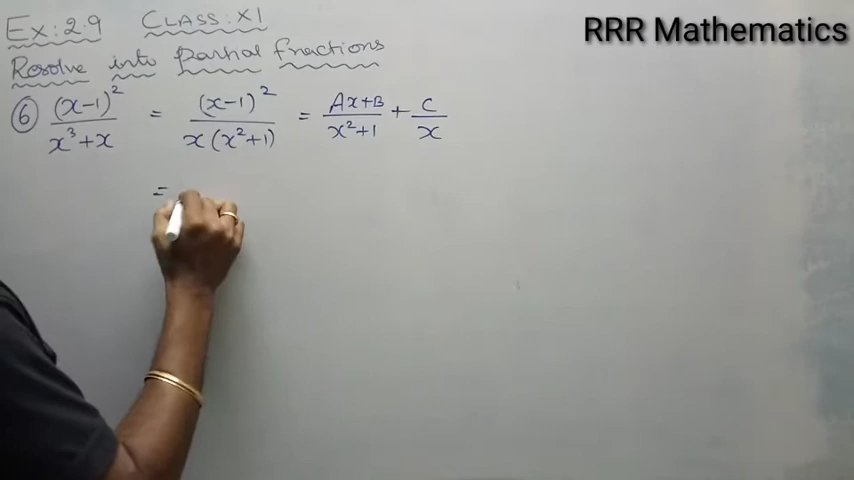 Ex: 2.9 CLASS: XI
RRR Mathematics
Resolve into Partial Fractions
⑥ (x-1)²/(x³+x) = (x-1)²/(x(x²+1)) = (Ax+B)/(x²+1) + C/x
=